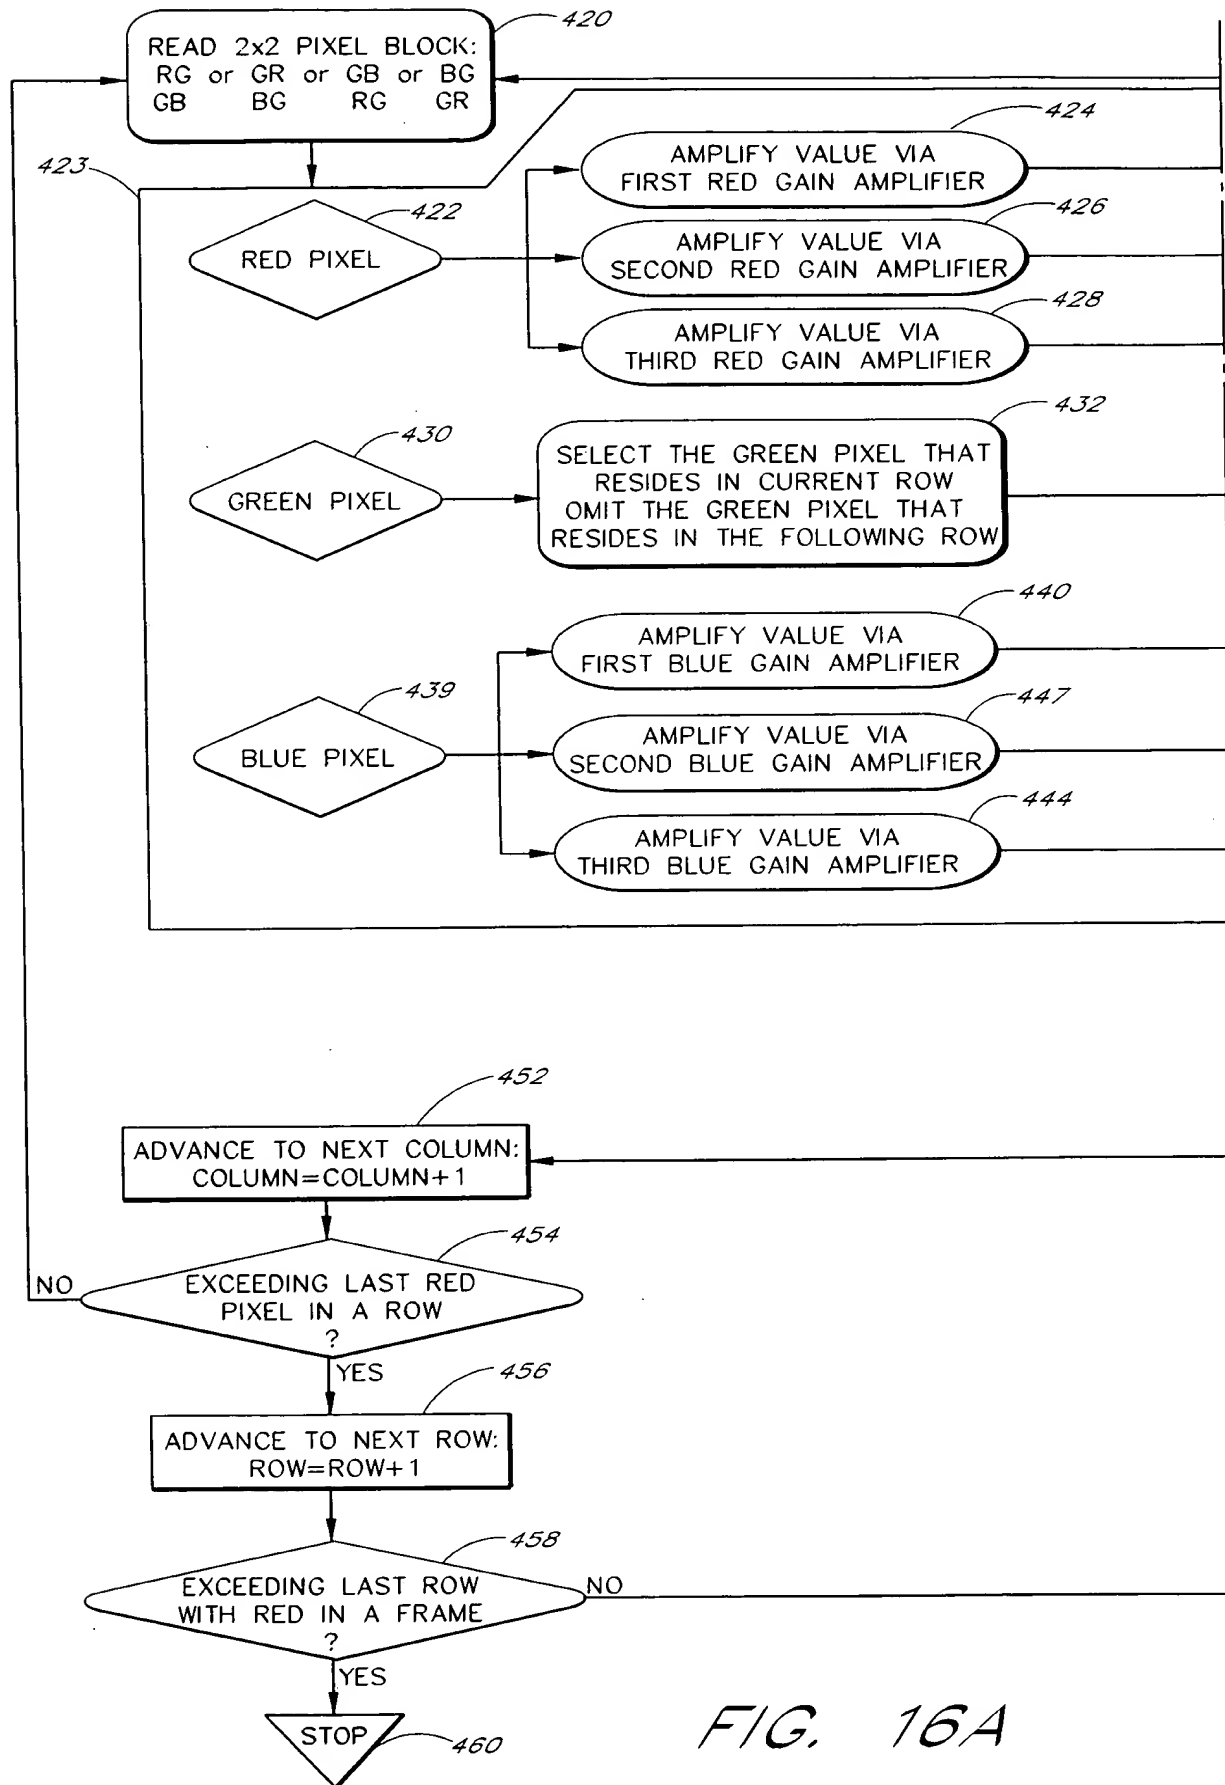 420
READ 2x2 PIXEL BLOCK:
RG or GR or GB or BG
GB BG RG GR
424
AMPLIFY VALUE VIA
FIRST RED GAIN AMPLIFIER
423
422
RED PIXEL
426
AMPLIFY VALUE VIA
SECOND RED GAIN AMPLIFIER
428
AMPLIFY VALUE VIA
THIRD RED GAIN AMPLIFIER
430
GREEN PIXEL
432
SELECT THE GREEN PIXEL THAT
RESIDES IN CURRENT ROW
OMIT THE GREEN PIXEL THAT
RESIDES IN THE FOLLOWING ROW
440
AMPLIFY VALUE VIA
FIRST BLUE GAIN AMPLIFIER
439
BLUE PIXEL
447
AMPLIFY VALUE VIA
SECOND BLUE GAIN AMPLIFIER
444
AMPLIFY VALUE VIA
THIRD BLUE GAIN AMPLIFIER
452
ADVANCE TO NEXT COLUMN:
COLUMN=COLUMN+1
454
NO
EXCEEDING LAST RED
PIXEL IN A ROW
?
YES
456
ADVANCE TO NEXT ROW:
ROW=ROW+1
458
EXCEEDING LAST ROW
WITH RED IN A FRAME
?
NO
YES
STOP
460
FIG. 16A